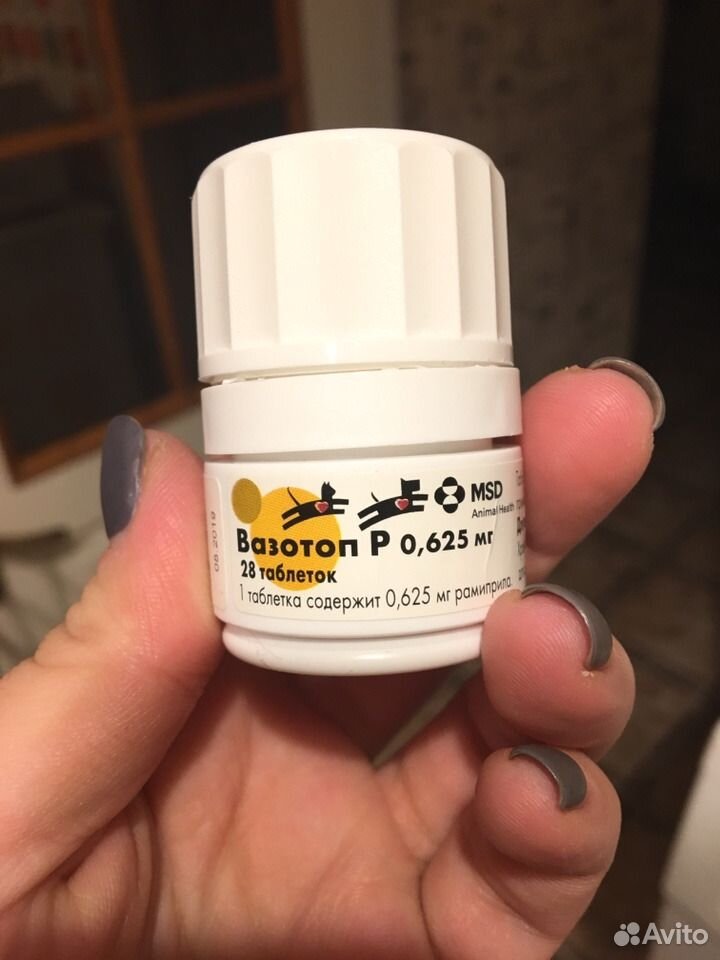 MSD
Animal Health
Вазотоп Р 0,625 мг
28 таблеток
1 таблетка содержит 0,625 мг рамиприла.
08 2019
Avito